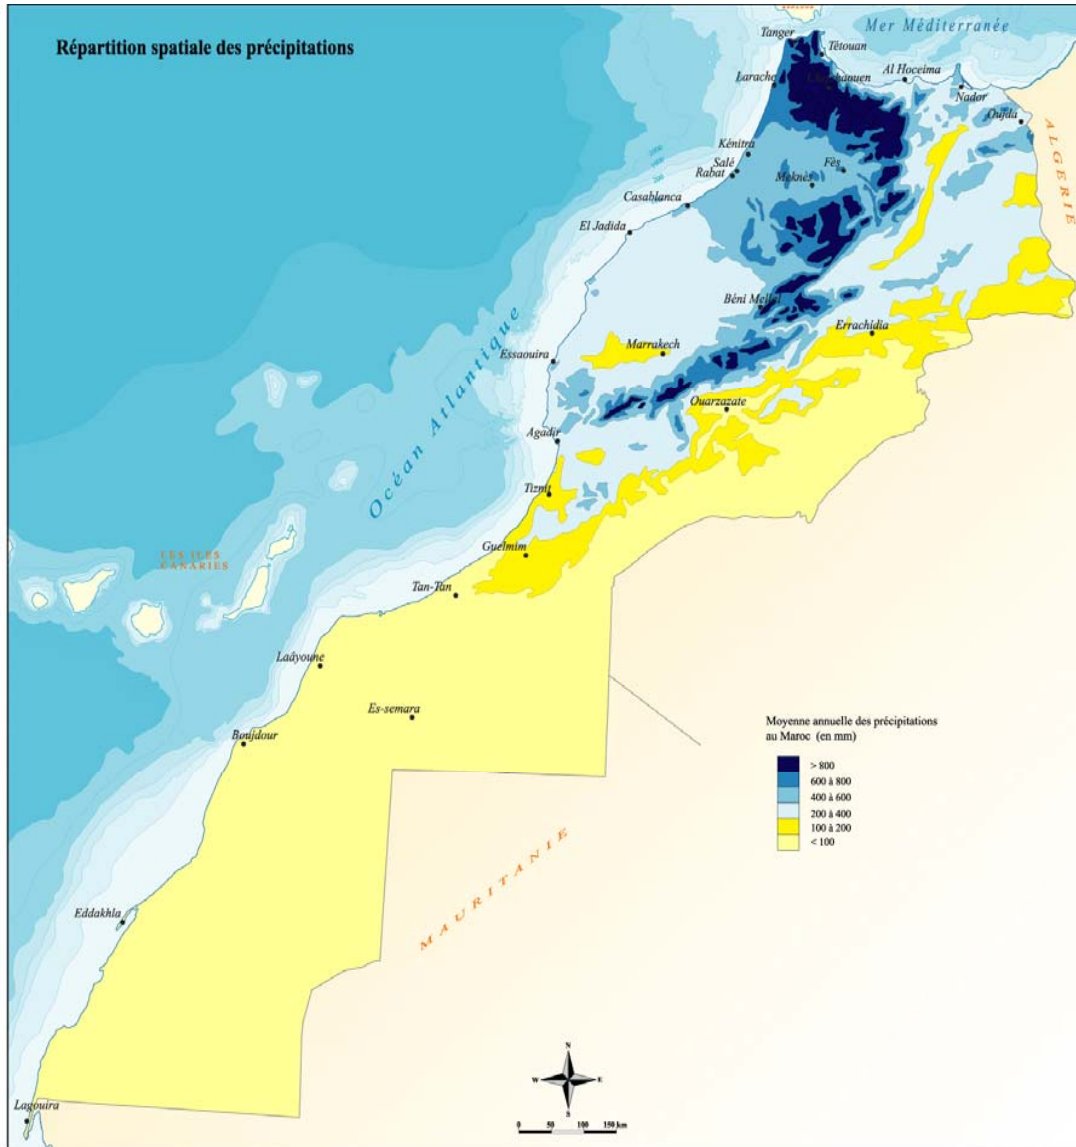 Répartition spatiale des précipitations
Mer Méditerranée
Tanger
Tétouan
Larache
Chefchaouen
Al Hoceima
Nador
Oujda
ALGERIE
Kénitra
Salé
Rabat
Fès
Meknès
Casablanca
El Jadida
Océan Atlantique
Béni Mellal
Errachidia
Essaouira
Marrakech
Ouarzazate
Agadir
Tiznit
LES ILES
CANARIES
Guelmim
Tan-Tan
Laâyoune
Es-semara
Boujdour
Moyenne annuelle des précipitations
au Maroc (en mm)
> 800
600 à 800
400 à 600
200 à 400
100 à 200
< 100
MAURITANIE
Eddakhla
Lagouira
N
W
E
S
0 50 100 150 km